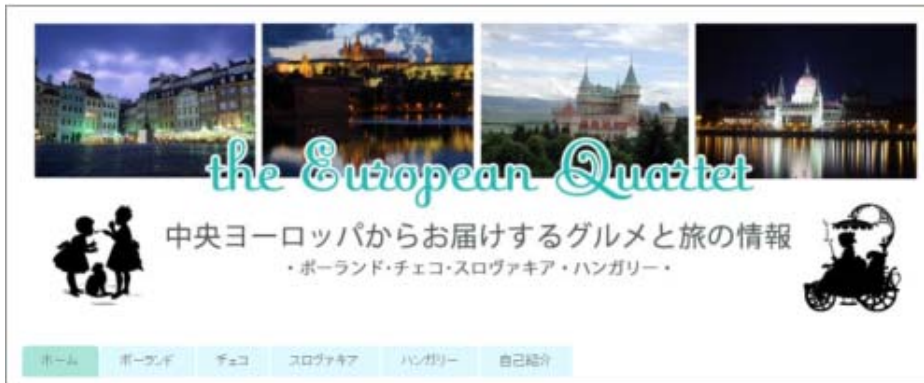 the European Quartet
中央ヨーロッパからお届けするグルメと旅の情報
・ポーランド・チェコ・スロヴァキア・ハンガリー・
ホーム ポーランド チェコ スロヴァキア ハンガリー 自己紹介